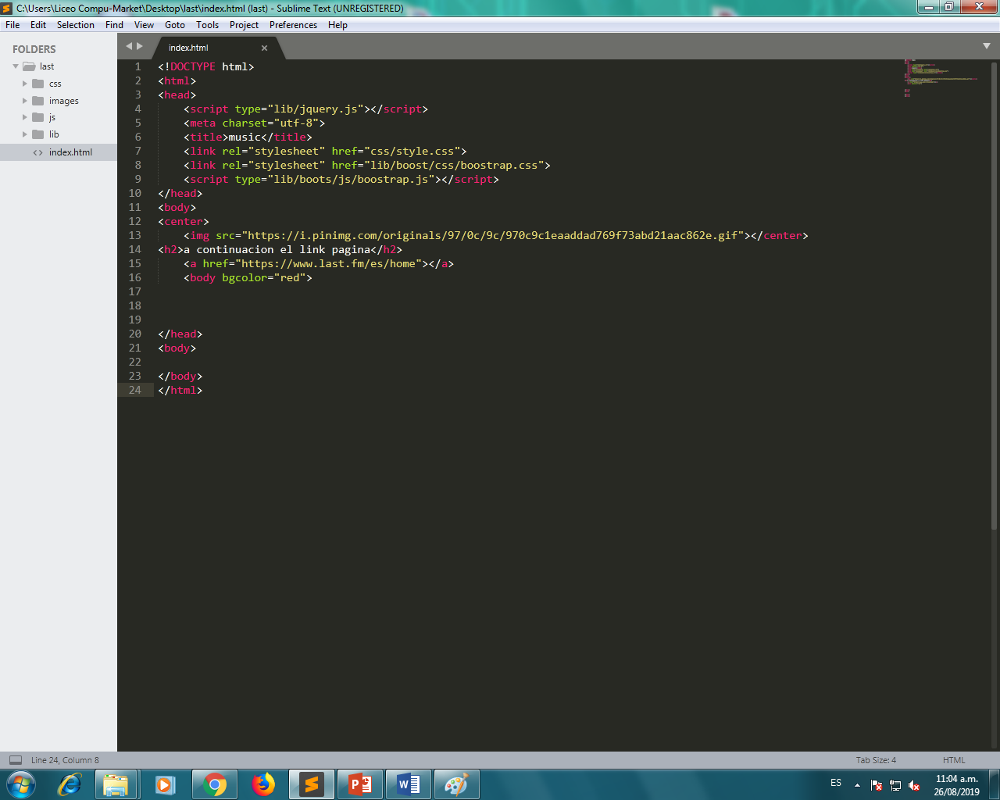 C:\Users\Liceo Compu-Market\Desktop\last\index.html (last) - Sublime Text (UNREGISTERED)
File Edit Selection Find View Goto Tools Project Preferences Help
FOLDERS
last
css
images
js
lib
index.html
index.html
1 <!DOCTYPE html>
2 <html>
3 <head>
4 <script type="lib/jquery.js"></script>
5 <meta charset="utf-8">
6 <title>music</title>
7 <link rel="stylesheet" href="css/style.css">
8 <link rel="stylesheet" href="lib/boost/css/boostrap.css">
9 <script type="lib/boots/js/boostrap.js"></script>
10 </head>
11 <body>
12 <center>
13 <img src="https://i.pinimg.com/originals/97/0c/9c/970c9c1eaaddad769f73abd21aac862e.gif"></center>
14 <h2>a continuacion el link pagina</h2>
15 <a href="https://www.last.fm/es/home"></a>
16 <body bgcolor="red">
17
18
19
20 </head>
21 <body>
22
23 </body>
24 </html>
Line 24, Column 8
Tab Size: 4
HTML
ES
11:04 a.m.
26/08/2019